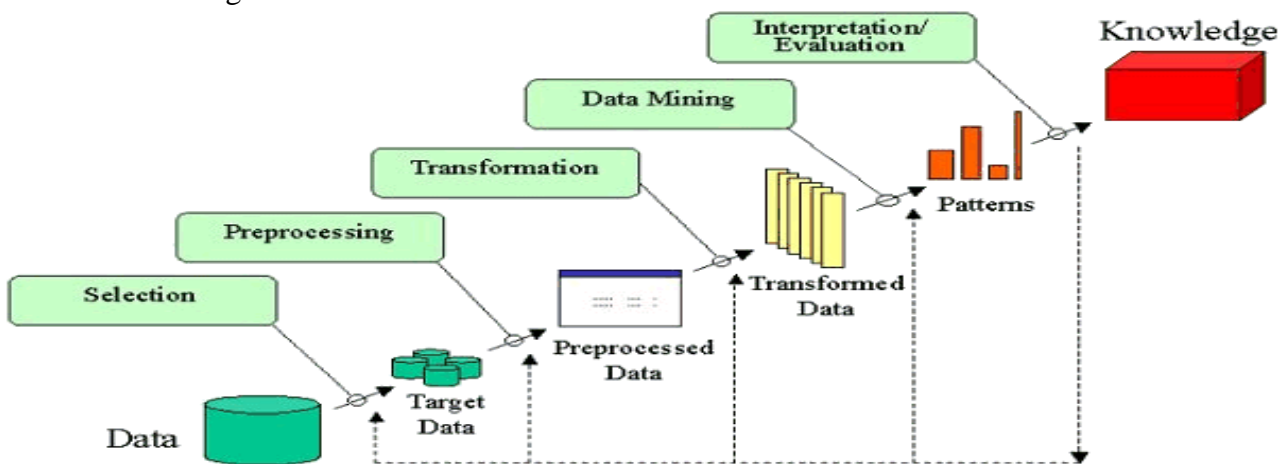 Interpretation/
Evaluation
Knowledge
Data Mining
Transformation
Patterns
Preprocessing
Transformed
Data
Selection
Preprocessed
Data
Target
Data
Data